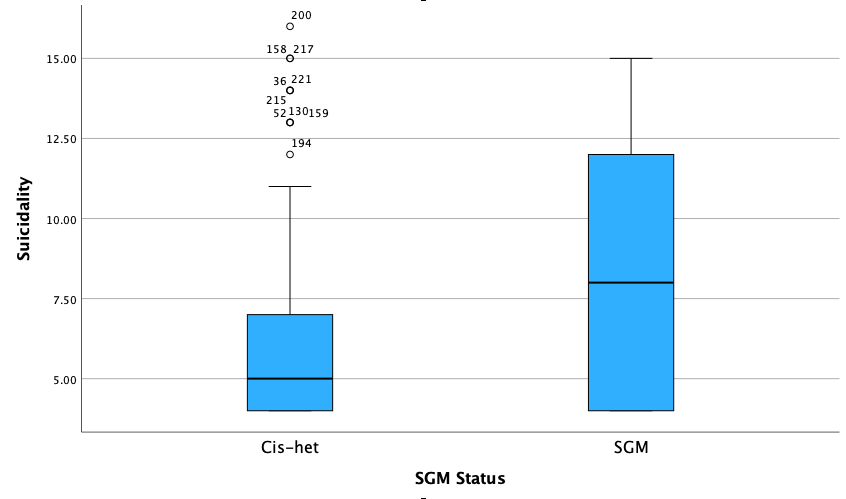 200
15.00
158 217
36 221
215
52 130 159
12.50
194
10.00
7.50
5.00
Suicidality
Cis-het
SGM
SGM Status